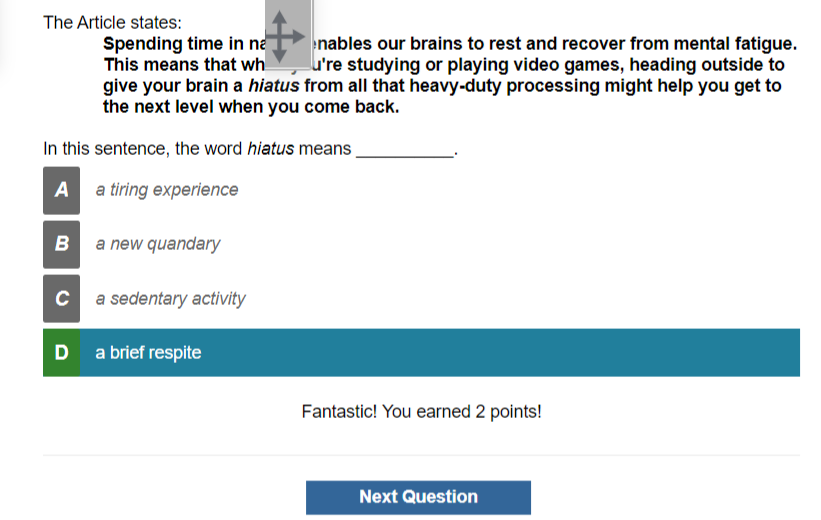 The Article states:
Spending time in na enables our brains to rest and recover from mental fatigue.
This means that wh u're studying or playing video games, heading outside to
give your brain a hiatus from all that heavy-duty processing might help you get to
the next level when you come back.
In this sentence, the word hiatus means __________.
A a tiring experience
B a new quandary
C a sedentary activity
D a brief respite
Fantastic! You earned 2 points!
Next Question